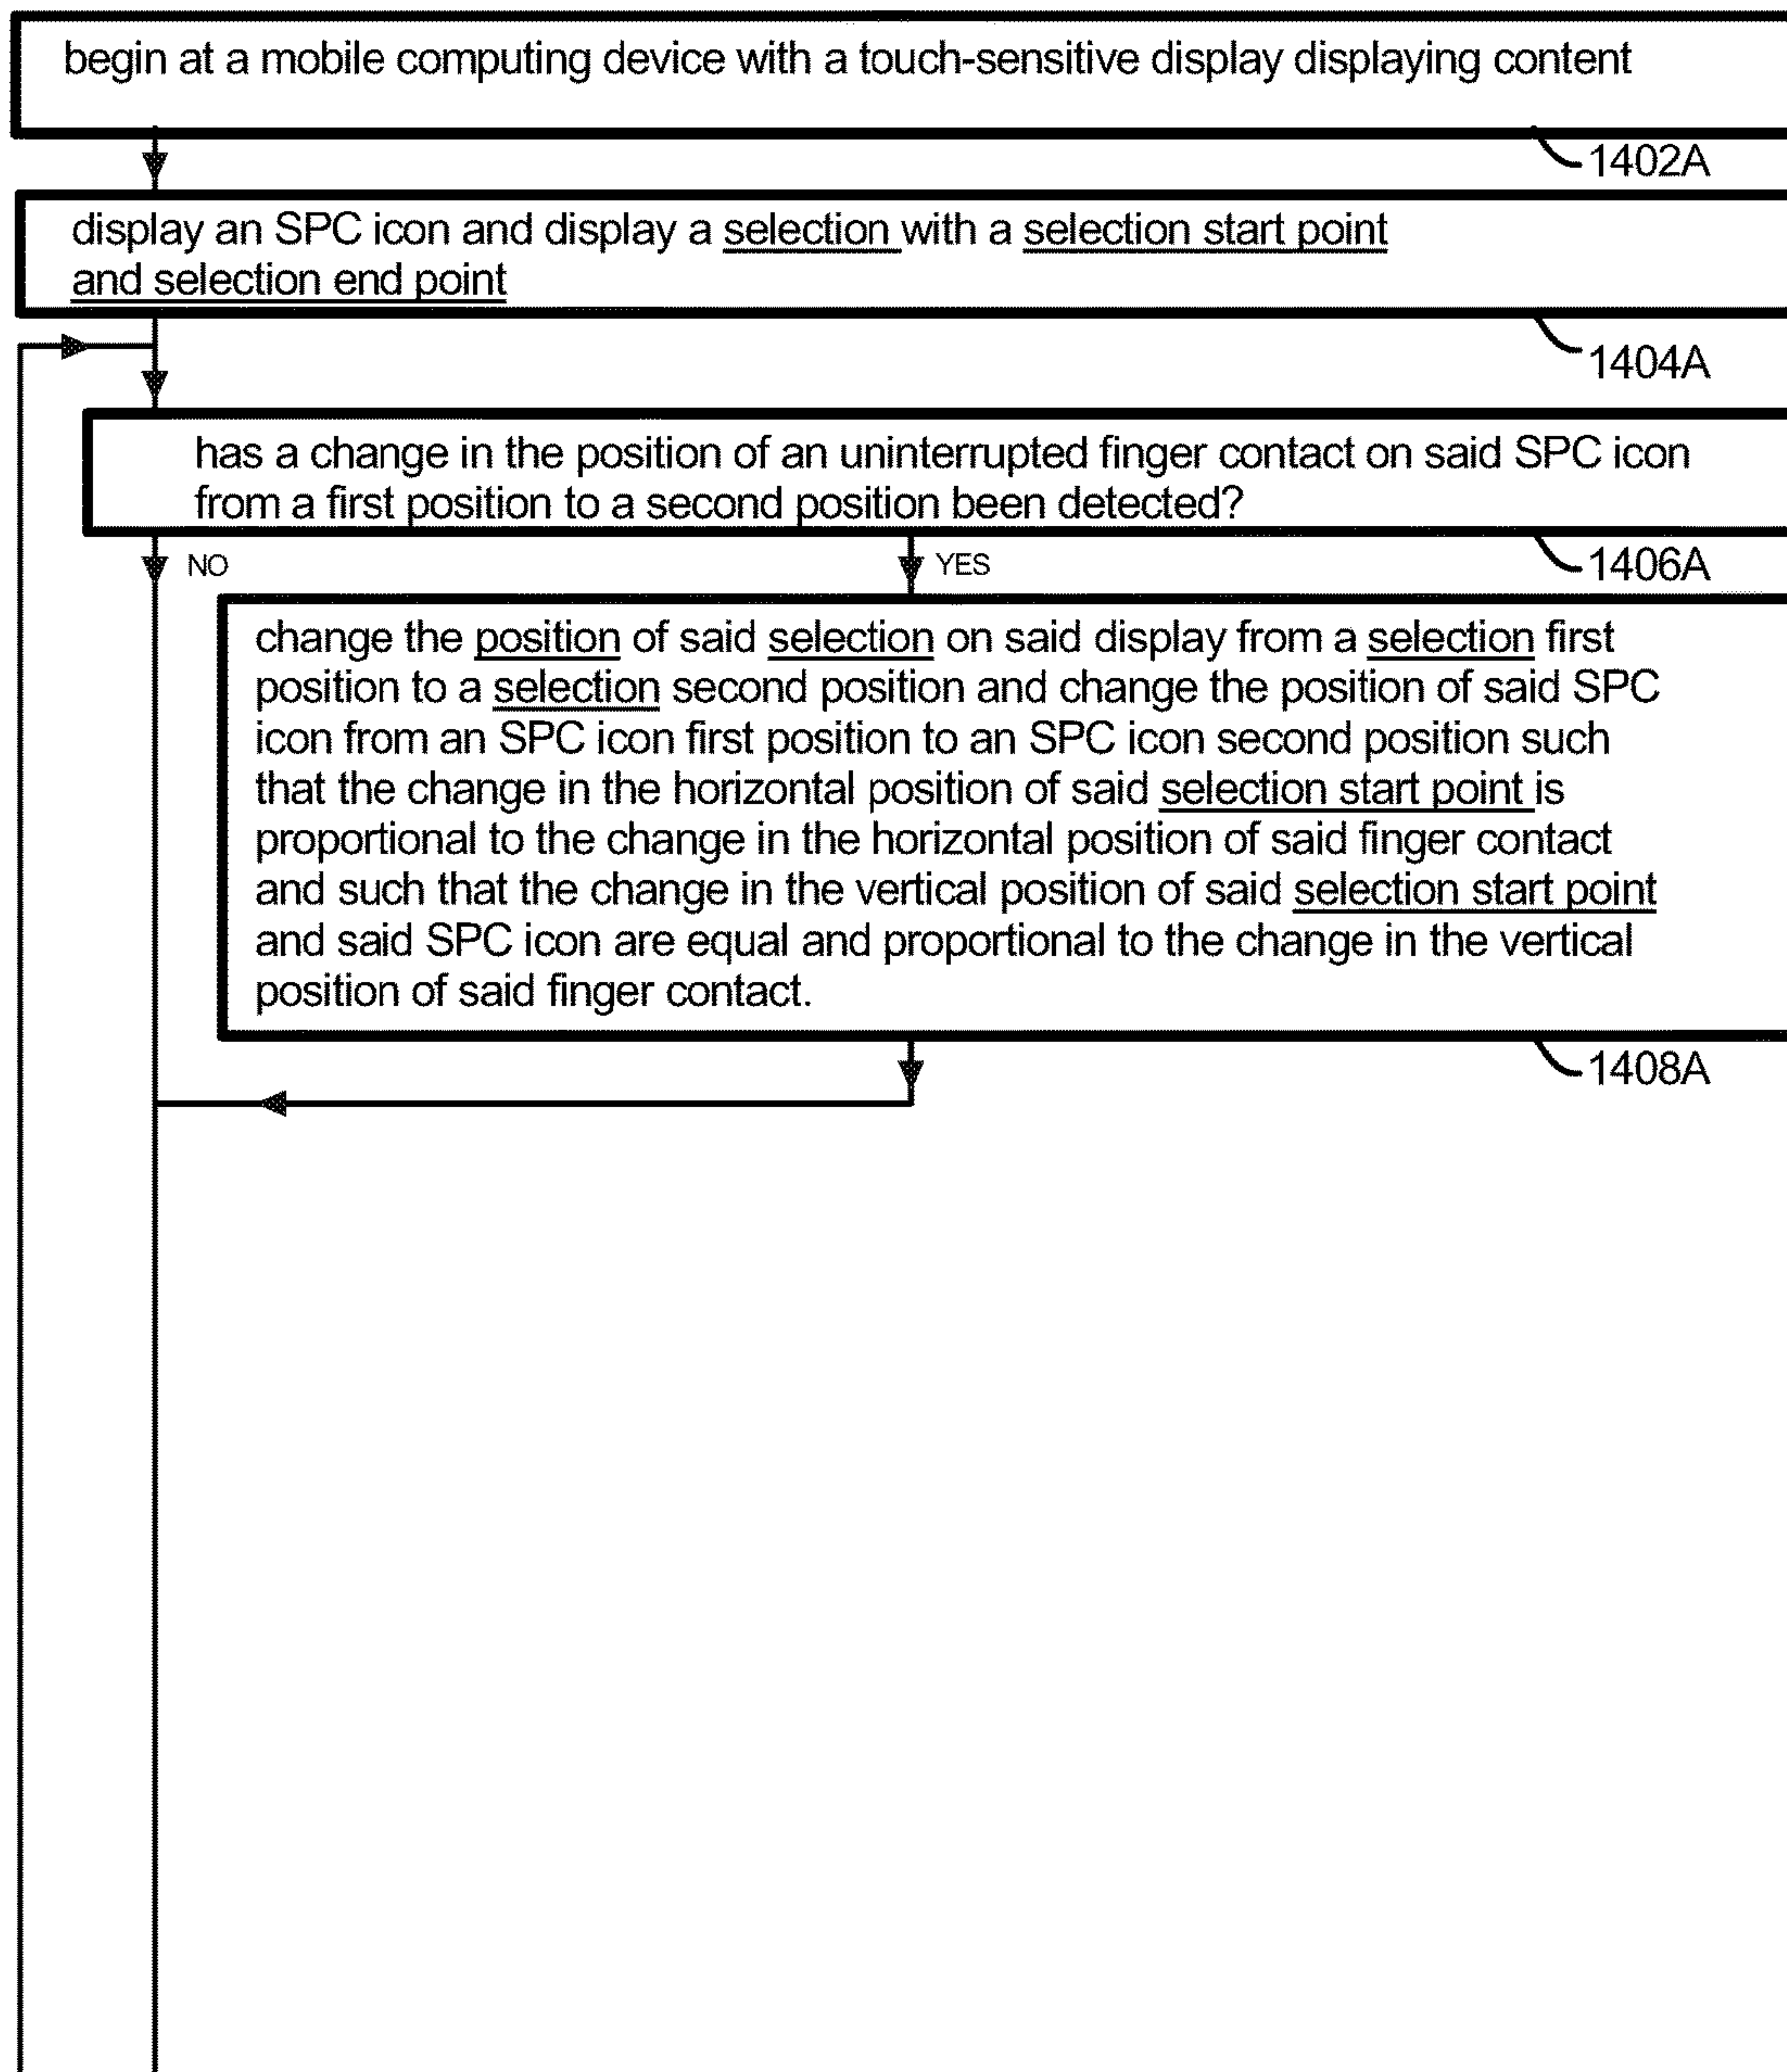 begin at a mobile computing device with a touch-sensitive display displaying content
1402A
display an SPC icon and display a selection with a selection start point
and selection end point
1404A
has a change in the position of an uninterrupted finger contact on said SPC icon
from a first position to a second position been detected?
NO
YES
1406A
change the position of said selection on said display from a selection first
position to a selection second position and change the position of said SPC
icon from an SPC icon first position to an SPC icon second position such
that the change in the horizontal position of said selection start point is
proportional to the change in the horizontal position of said finger contact
and such that the change in the vertical position of said selection start point
and said SPC icon are equal and proportional to the change in the vertical
position of said finger contact.
1408A